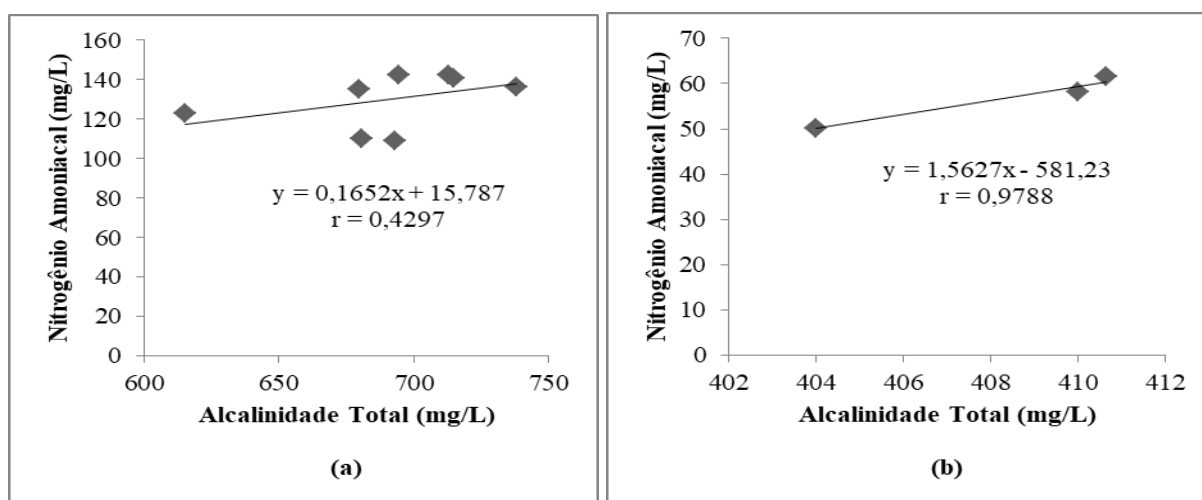 Nitrogênio Amoniacal (mg/L)
160
140
120
100
80
60
40
20
0
y = 0,1652x + 15,787
r = 0,4297
600 650 700 750
Alcalinidade Total (mg/L)
(a)
Nitrogênio Amoniacal (mg/L)
70
60
50
40
30
20
10
0
y = 1,5627x - 581,23
r = 0,9788
402 404 406 408 410 412
Alcalinidade Total (mg/L)
(b)